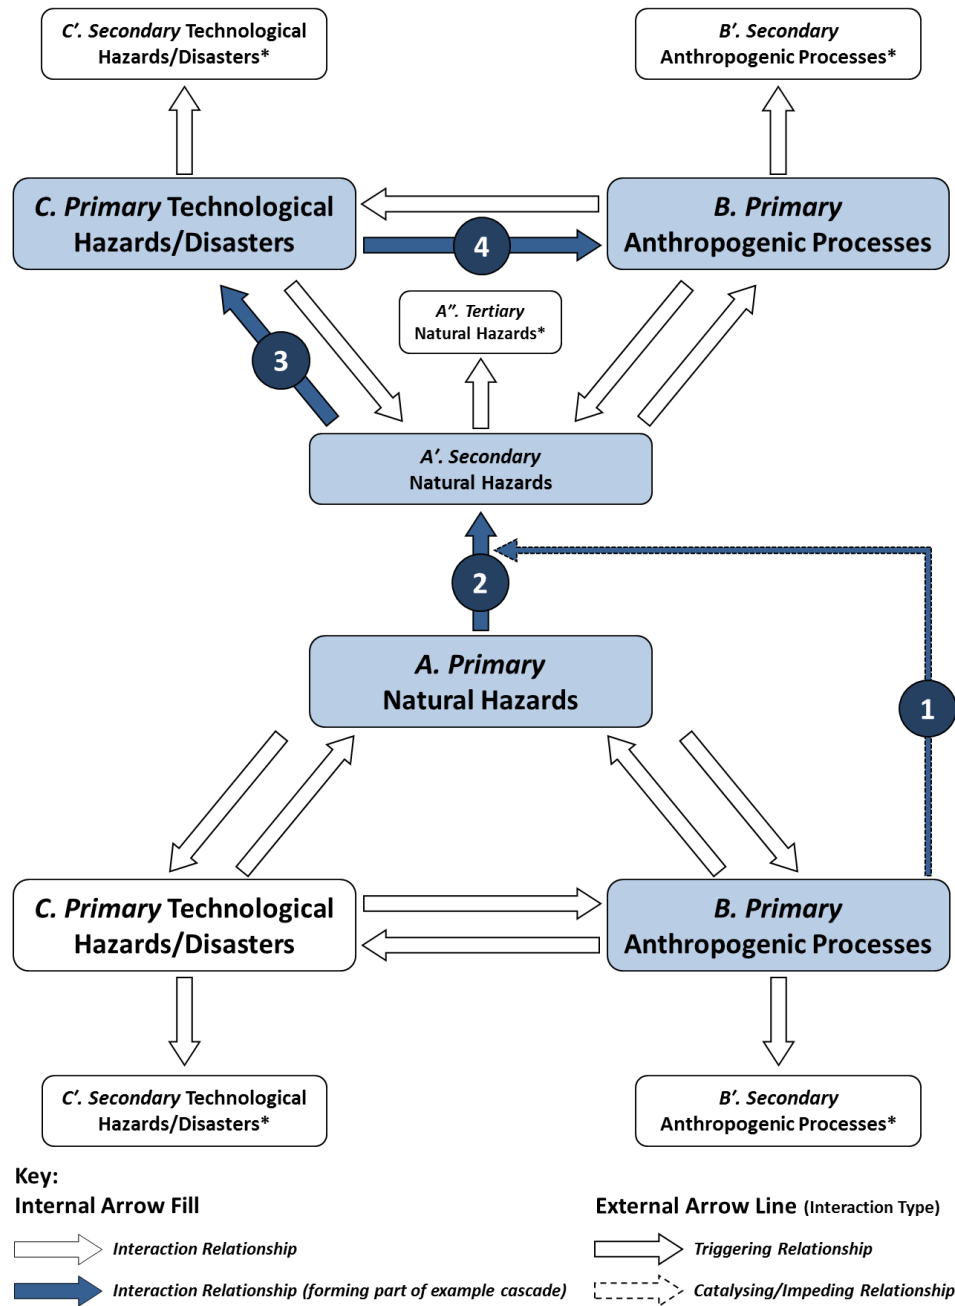 C′. Secondary Technological
Hazards/Disasters*
B′. Secondary
Anthropogenic Processes*
C. Primary Technological
Hazards/Disasters
B. Primary
Anthropogenic Processes
4
A″. Tertiary
Natural Hazards*
3
A′. Secondary
Natural Hazards
2
A. Primary
Natural Hazards
1
C. Primary Technological
Hazards/Disasters
B. Primary
Anthropogenic Processes
C′. Secondary Technological
Hazards/Disasters*
B′. Secondary
Anthropogenic Processes*
Key:
Internal Arrow Fill
External Arrow Line (Interaction Type)
Interaction Relationship
Triggering Relationship
Interaction Relationship (forming part of example cascade)
Catalysing/Impeding Relationship